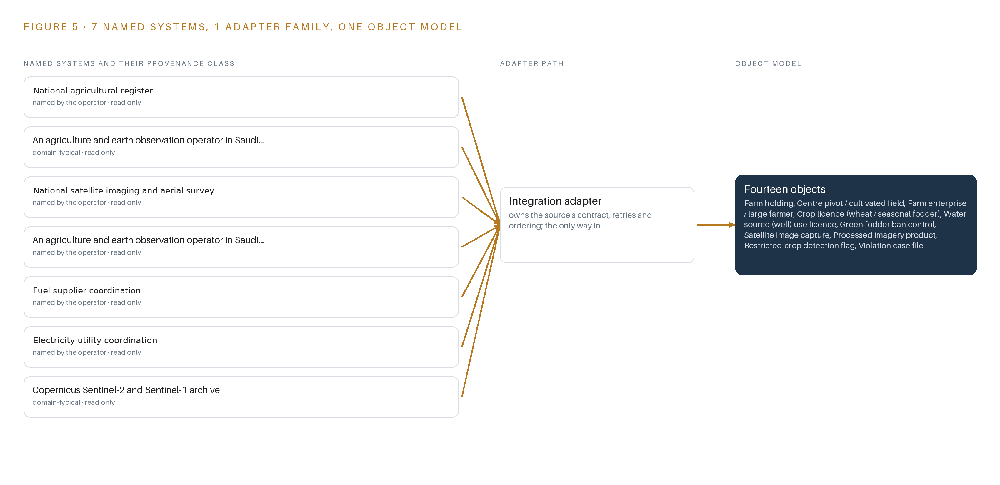 FIGURE 5 · 7 NAMED SYSTEMS, 1 ADAPTER FAMILY, ONE OBJECT MODEL
NAMED SYSTEMS AND THEIR PROVENANCE CLASS
National agricultural register
named by the operator · read only
An agriculture and earth observation operator in Saudi...
domain-typical · read only
National satellite imaging and aerial survey
named by the operator · read only
An agriculture and earth observation operator in Saudi...
named by the operator · read only
Fuel supplier coordination
named by the operator · read only
Electricity utility coordination
named by the operator · read only
Copernicus Sentinel-2 and Sentinel-1 archive
domain-typical · read only
ADAPTER PATH
Integration adapter
owns the source's contract, retries and
ordering; the only way in
OBJECT MODEL
Fourteen objects
Farm holding, Centre pivot / cultivated field, Farm enterprise
/ large farmer, Crop licence (wheat / seasonal fodder), Water
source (well) use licence, Green fodder ban control,
Satellite image capture, Processed imagery product,
Restricted-crop detection flag, Violation case file